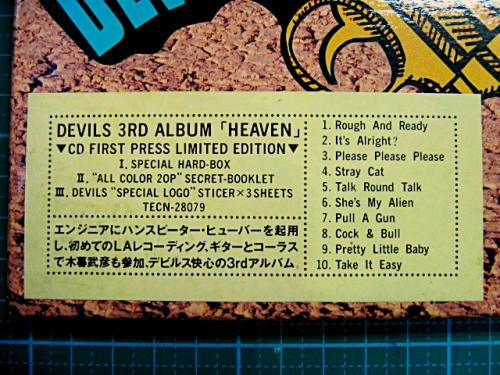 DEVILS 3RD ALBUM「HEAVEN」
▼CD FIRST PRESS LIMITED EDITION▼
I. SPECIAL HARD-BOX
II. "ALL COLOR 20P" SECRET-BOOKLET
III. DEVILS "SPECIAL LOGO" STICER×3SHEETS
TECN-28079
エンジニアにハンスピーター・ヒューバーを起用
し、初めてのLAレコーディング、ギターとコーラス
で木暮武彦も参加。デビルス快心の3rdアルバム。
1. Rough And Ready
2. It's Alright?
3. Please Please Please
4. Stray Cat
5. Talk Round Talk
6. She's My Alien
7. Pull A Gun
8. Cock & Bull
9. Pretty Little Baby
10. Take It Easy